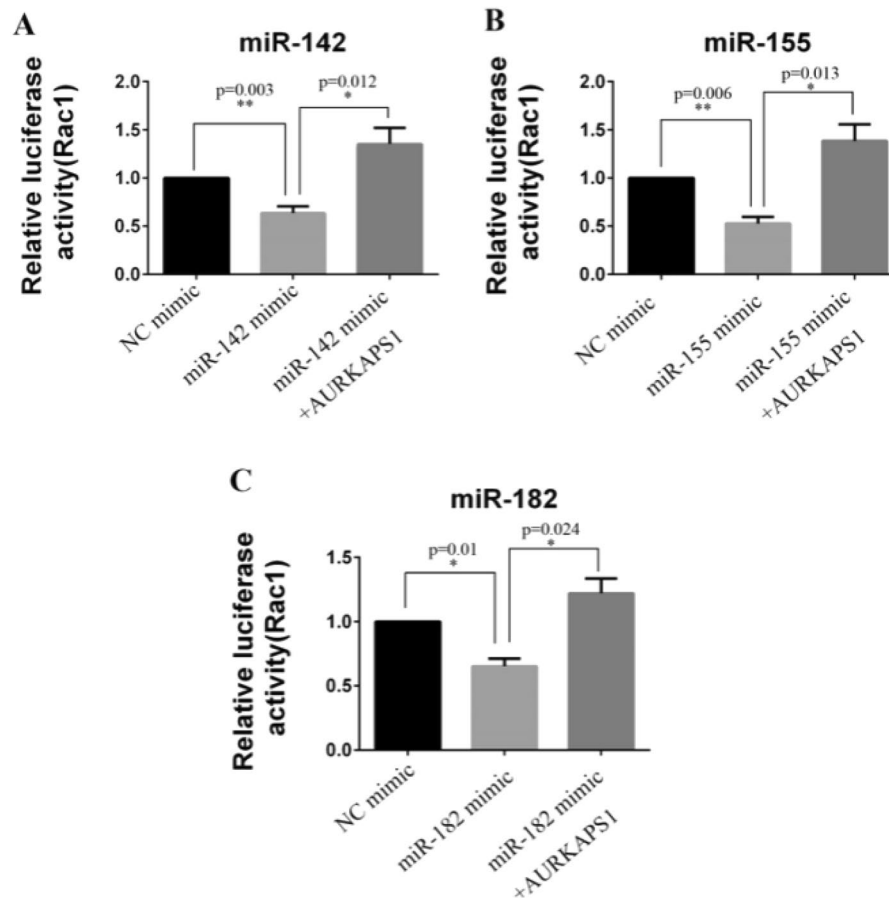 A
miR-142
Relative luciferase
activity(Rac1)
2.0
1.5
1.0
0.5
0.0
p=0.003
**
p=0.012
*
NC mimic
miR-142 mimic
miR-142 mimic
+AURKAPS1
B
miR-155
Relative luciferase
activity(Rac1)
2.0
1.5
1.0
0.5
0.0
p=0.006
**
p=0.013
*
NC mimic
miR-155 mimic
miR-155 mimic
+AURKAPS1
C
miR-182
Relative luciferase
activity(Rac1)
1.5
1.0
0.5
0.0
p=0.01
*
p=0.024
*
NC mimic
miR-182 mimic
miR-182 mimic
+AURKAPS1